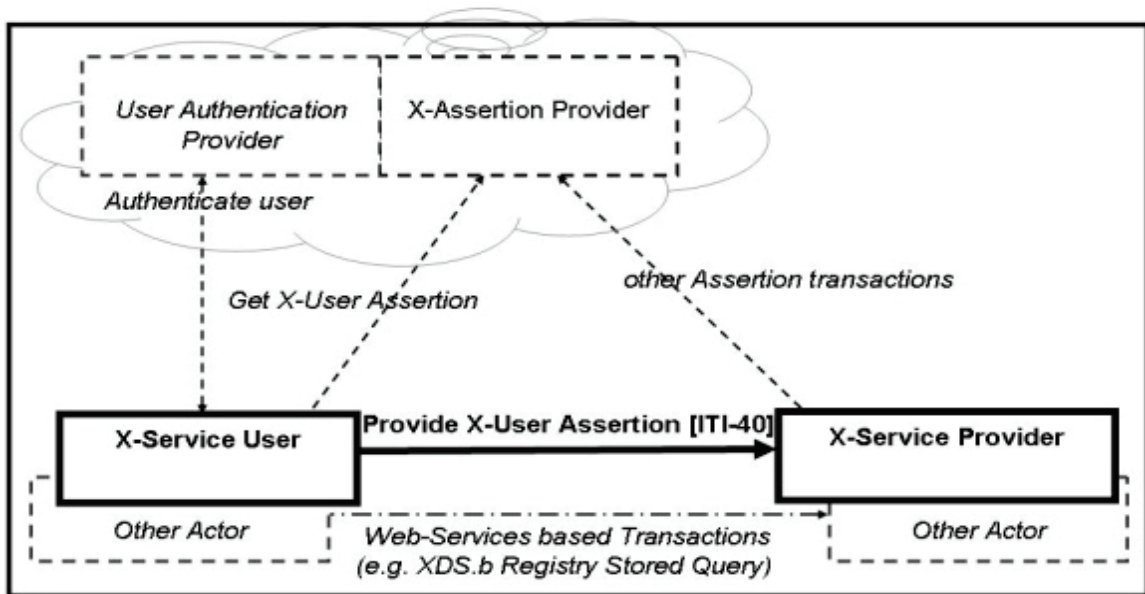 User Authentication
Provider
X-Assertion Provider
Authenticate user
Get X-User Assertion
other Assertion transactions
Provide X-User Assertion [ITI-40]
X-Service User
X-Service Provider
Other Actor
Web-Services based Transactions
(e.g. XDS.b Registry Stored Query)
Other Actor